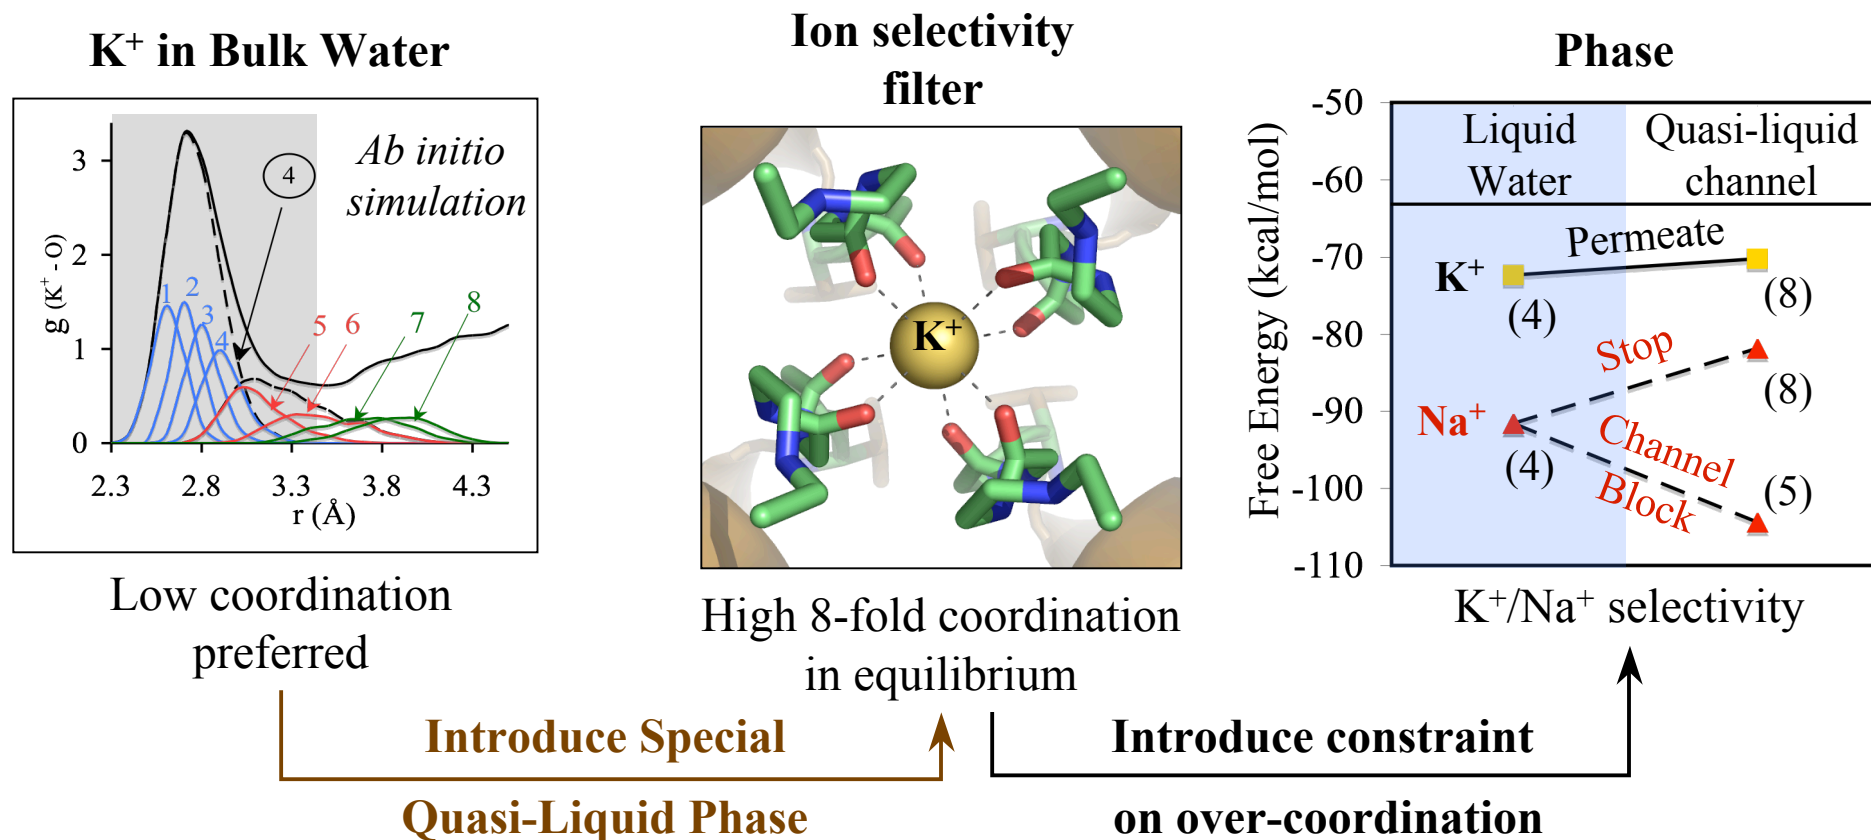 K⁺ in Bulk Water
Ab initio
simulation
4
g (K⁺ - O)
3
2
1
0
1
2
3
4
5
6
7
8
2.3
2.8
3.3
3.8
4.3
r (Å)
Low coordination
preferred
Ion selectivity
filter
K⁺
High 8-fold coordination
in equilibrium
Phase
Liquid
Water
Quasi-liquid
channel
Free Energy (kcal/mol)
-50
-60
-70
-80
-90
-100
-110
K⁺
Permeate
(4)
(8)
Na⁺
Stop
(8)
(4)
Channel
Block
(5)
K⁺/Na⁺ selectivity
Introduce Special
Quasi-Liquid Phase
Introduce constraint
on over-coordination